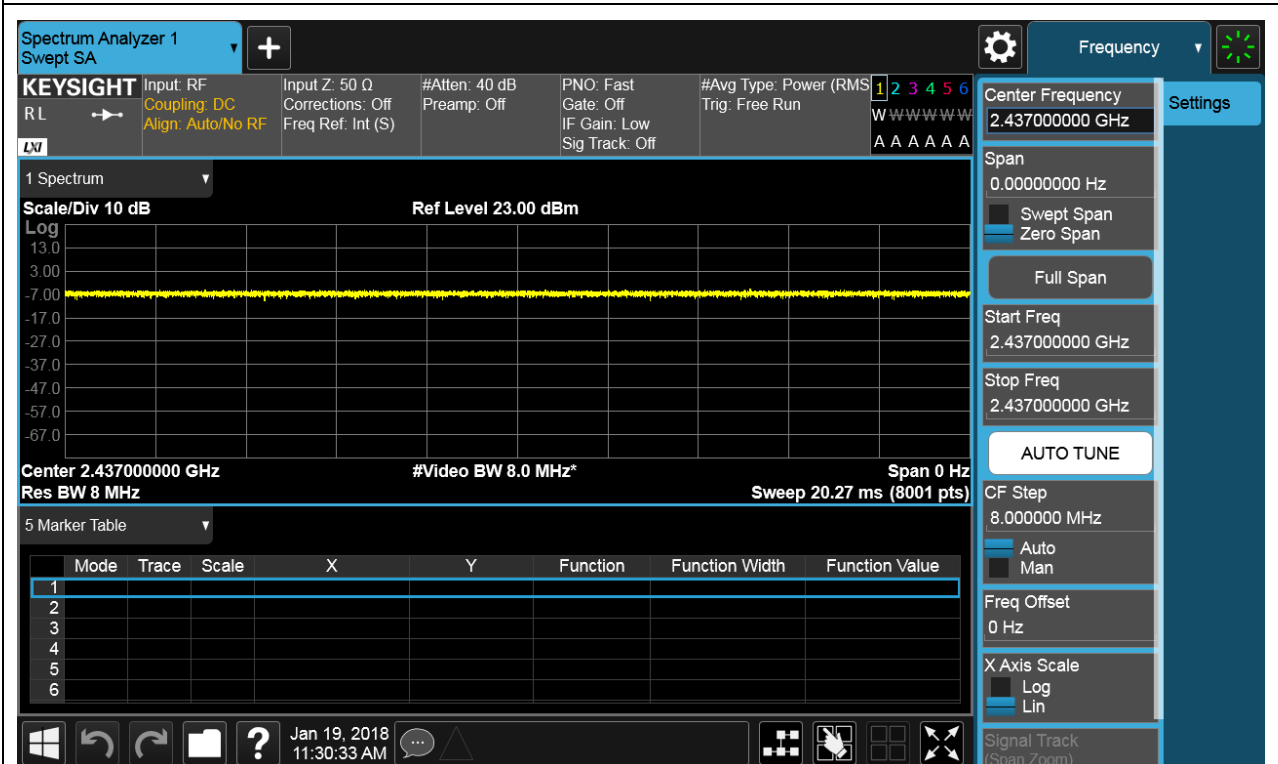 Spectrum Analyzer 1
Swept SA
+
Frequency
KEYSIGHT
RL
LXI
Input: RF
Coupling: DC
Align: Auto/No RF
Input Z: 50 Ω
Corrections: Off
Freq Ref: Int (S)
#Atten: 40 dB
Preamp: Off
PNO: Fast
Gate: Off
IF Gain: Low
Sig Track: Off
#Avg Type: Power (RMS
Trig: Free Run
1 2 3 4 5 6
W W W W W W
A A A A A A
1 Spectrum
Scale/Div 10 dB
Ref Level 23.00 dBm
Log
13.0
3.00
-7.00
-17.0
-27.0
-37.0
-47.0
-57.0
-67.0
Center 2.437000000 GHz
#Video BW 8.0 MHz*
Span 0 Hz
Res BW 8 MHz
Sweep 20.27 ms (8001 pts)
5 Marker Table
Mode Trace Scale X Y Function Function Width Function Value
1
2
3
4
5
6
?
Jan 19, 2018
11:30:33 AM
Center Frequency
2.437000000 GHz
Settings
Span
0.00000000 Hz
Swept Span
Zero Span
Full Span
Start Freq
2.437000000 GHz
Stop Freq
2.437000000 GHz
AUTO TUNE
CF Step
8.000000 MHz
Auto
Man
Freq Offset
0 Hz
X Axis Scale
Log
Lin
Signal Track
(Span Zoom)